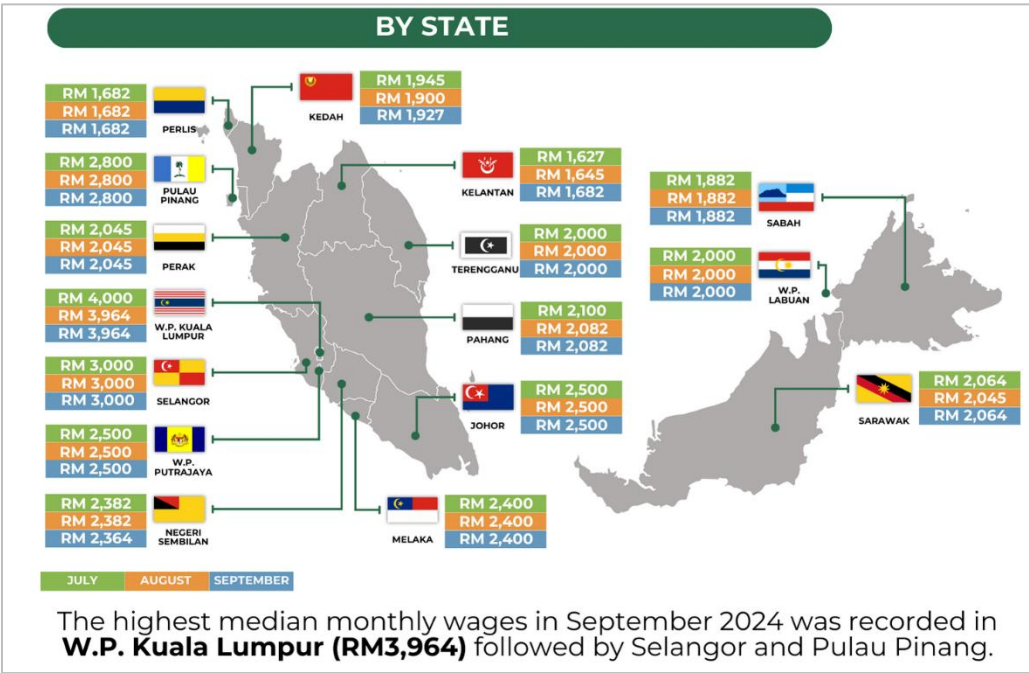 BY STATE
RM 1,682
RM 1,682
RM 1,682
PERLIS
KEDAH
RM 1,945
RM 1,900
RM 1,927
RM 2,800
RM 2,800
RM 2,800
PULAU
PINANG
KELANTAN
RM 1,627
RM 1,645
RM 1,682
RM 1,882
RM 1,882
RM 1,882
SABAH
RM 2,045
RM 2,045
RM 2,045
PERAK
TERENGGANU
RM 2,000
RM 2,000
RM 2,000
RM 2,000
RM 2,000
RM 2,000
W.P.
LABUAN
RM 4,000
RM 3,964
RM 3,964
W.P. KUALA
LUMPUR
PAHANG
RM 2,100
RM 2,082
RM 2,082
RM 3,000
RM 3,000
RM 3,000
SELANGOR
JOHOR
RM 2,500
RM 2,500
RM 2,500
SARAWAK
RM 2,064
RM 2,045
RM 2,064
RM 2,500
RM 2,500
RM 2,500
W.P.
PUTRAJAYA
RM 2,382
RM 2,382
RM 2,364
NEGERI
SEMBILAN
MELAKA
RM 2,400
RM 2,400
RM 2,400
JULY
AUGUST
SEPTEMBER
The highest median monthly wages in September 2024 was recorded in
W.P. Kuala Lumpur (RM3,964) followed by Selangor and Pulau Pinang.